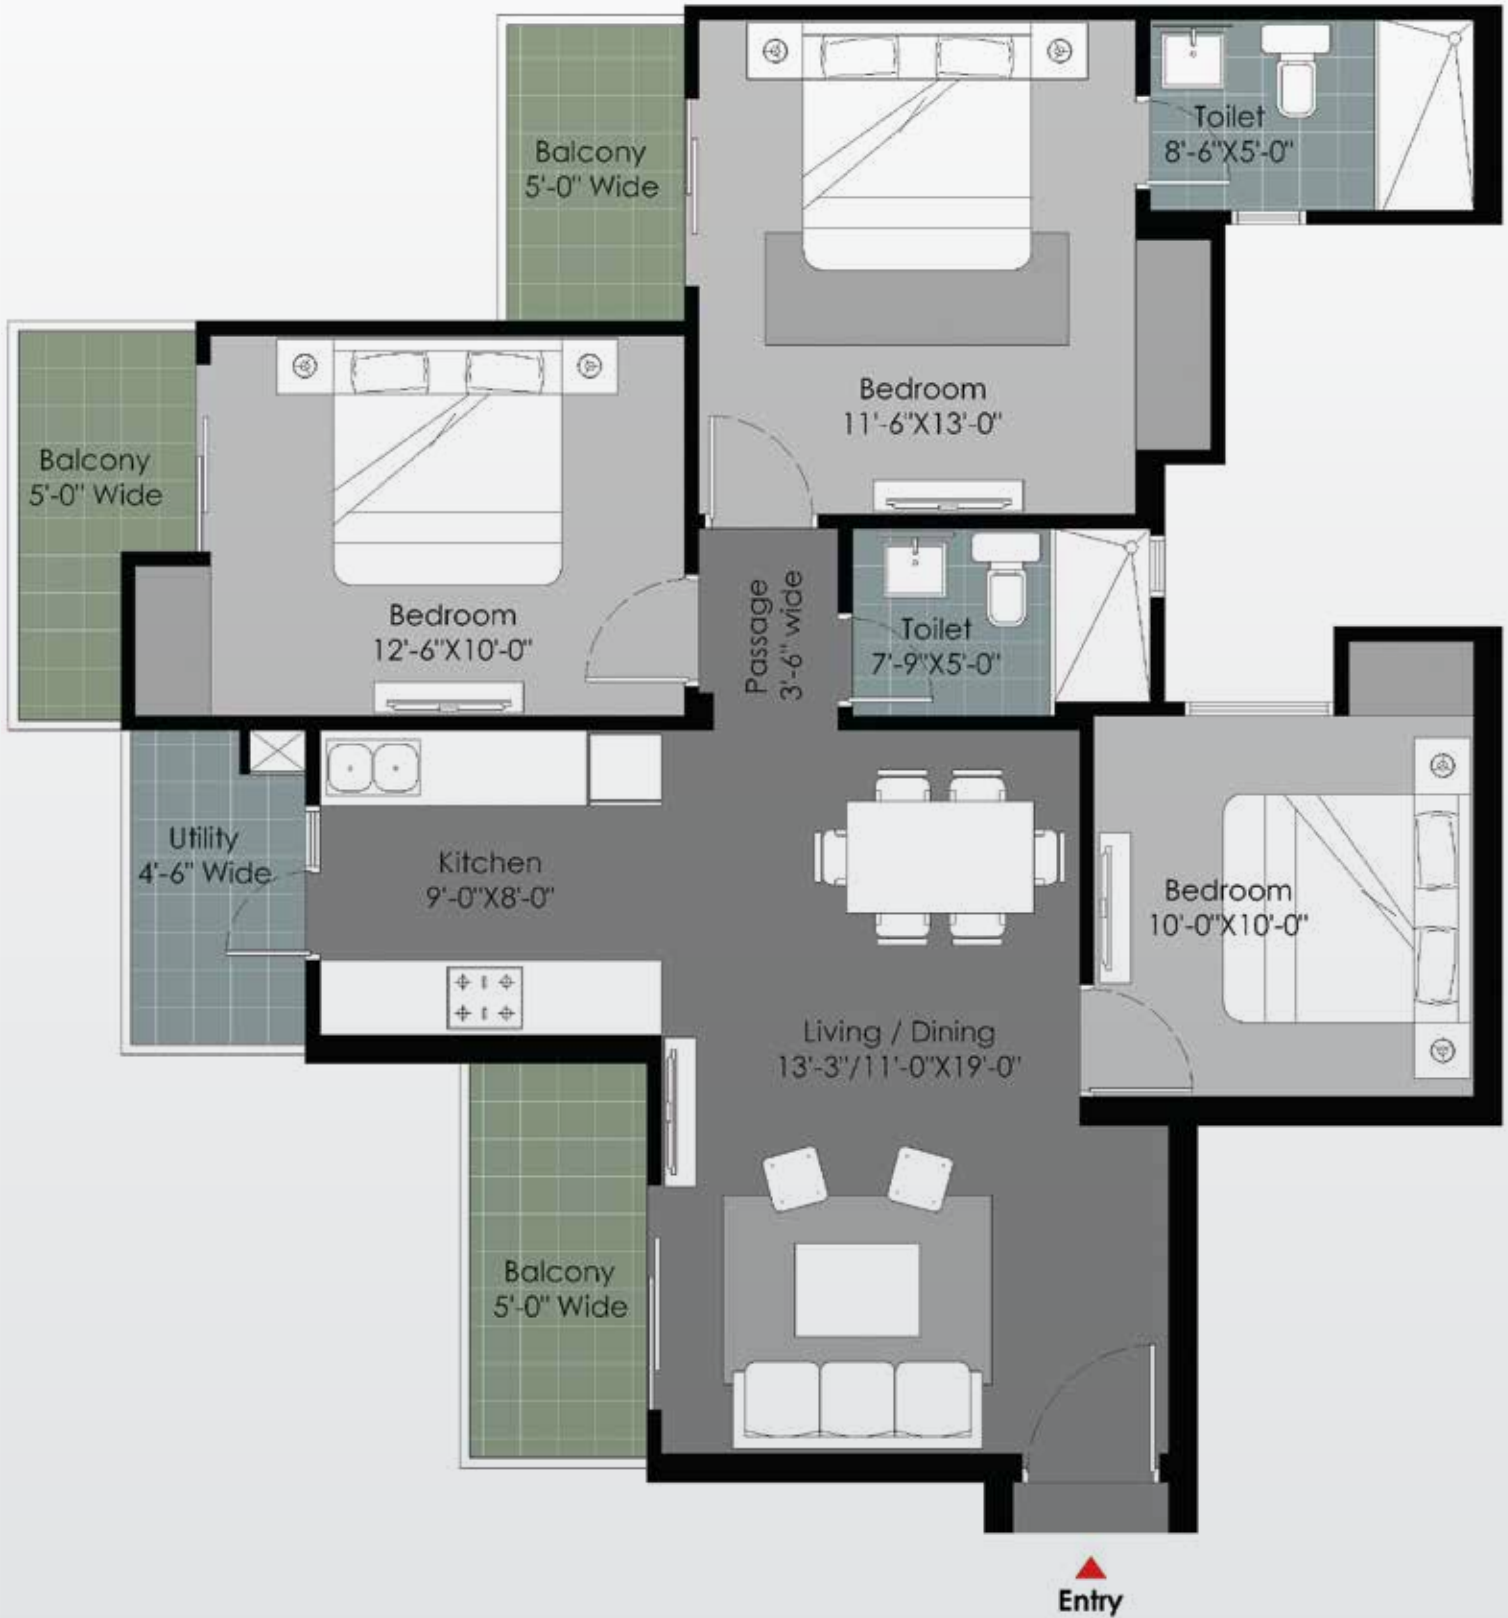 Toilet
8'-6"X5'-0"
Balcony
5'-0" Wide
Bedroom
11'-6"X13'-0"
Balcony
5'-0" Wide
Bedroom
12'-6"X10'-0"
Passage
3'-6" wide
Toilet
7'-9"X5'-0"
Utility
4'-6" Wide
Kitchen
9'-0"X8'-0"
Bedroom
10'-0"X10'-0"
Living / Dining
13'-3"/11'-0"X19'-0"
Balcony
5'-0" Wide
Entry